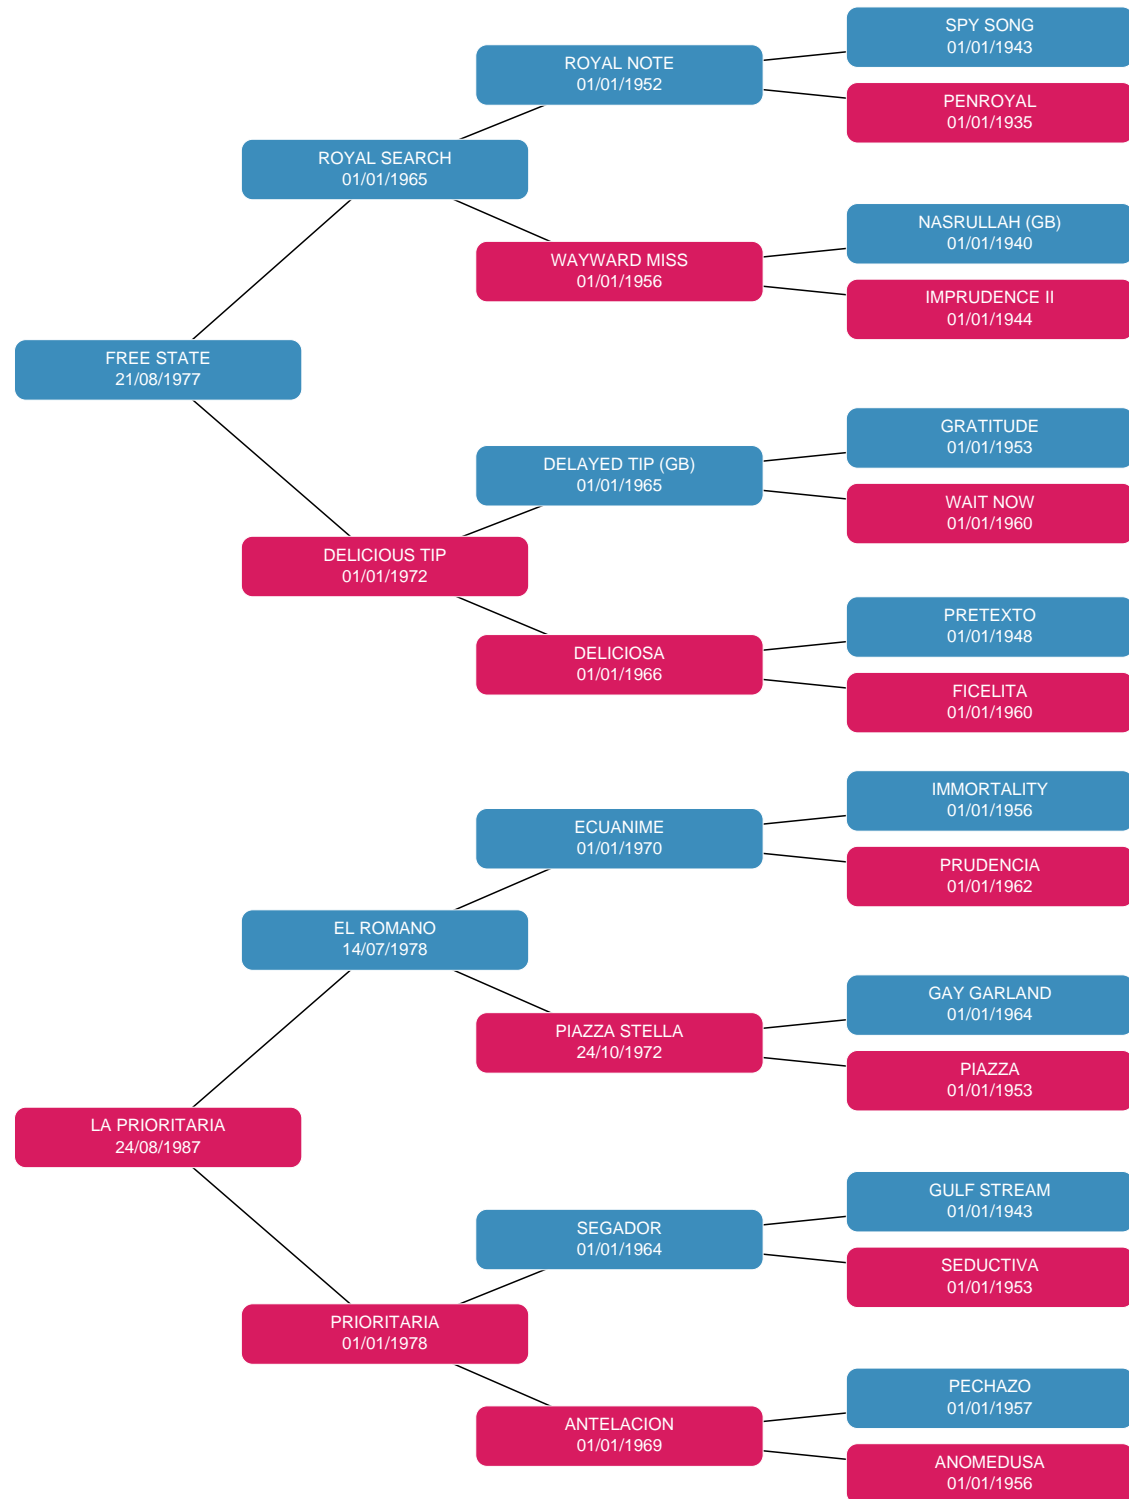 SPY SONG
01/01/1943
ROYAL NOTE
01/01/1952
PENROYAL
01/01/1935
ROYAL SEARCH
01/01/1965
NASRULLAH (GB)
01/01/1940
WAYWARD MISS
01/01/1956
IMPRUDENCE II
01/01/1944
FREE STATE
21/08/1977
GRATITUDE
01/01/1953
DELAYED TIP (GB)
01/01/1965
WAIT NOW
01/01/1960
DELICIOUS TIP
01/01/1972
PRETEXTO
01/01/1948
DELICIOSA
01/01/1966
FICELITA
01/01/1960
IMMORTALITY
01/01/1956
ECUANIME
01/01/1970
PRUDENCIA
01/01/1962
EL ROMANO
14/07/1978
GAY GARLAND
01/01/1964
PIAZZA STELLA
24/10/1972
PIAZZA
01/01/1953
LA PRIORITARIA
24/08/1987
GULF STREAM
01/01/1943
SEGADOR
01/01/1964
SEDUCTIVA
01/01/1953
PRIORITARIA
01/01/1978
PECHAZO
01/01/1957
ANTELACION
01/01/1969
ANOMEDUSA
01/01/1956